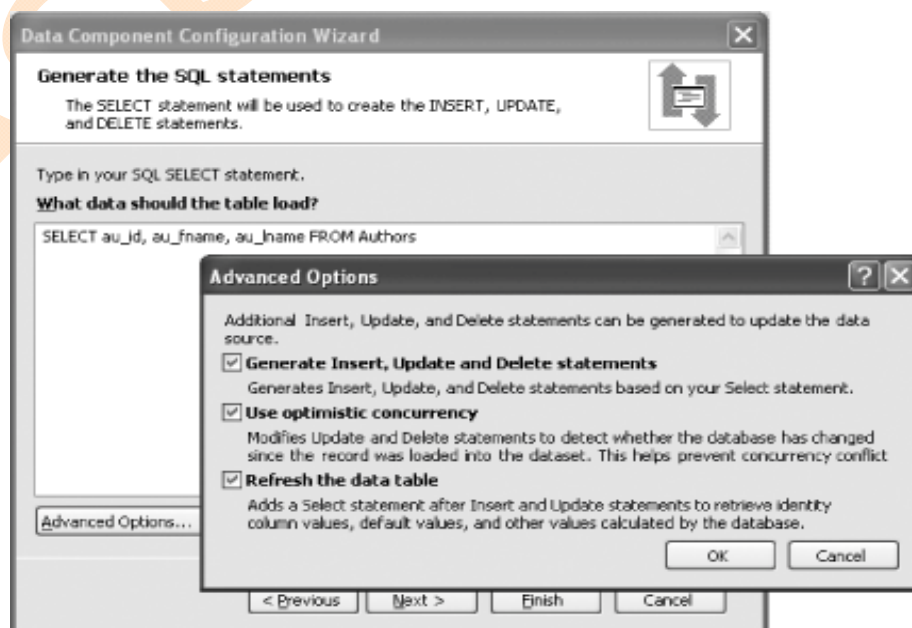 Data Component Configuration Wizard
Generate the SQL statements
The SELECT statement will be used to create the INSERT, UPDATE,
and DELETE statements.
Type in your SQL SELECT statement.
What data should the table load?
SELECT au_id, au_fname, au_lname FROM Authors
Advanced Options
Additional Insert, Update, and Delete statements can be generated to update the data
source.
Generate Insert, Update and Delete statements
Generates Insert, Update, and Delete statements based on your Select statement.
Use optimistic concurrency
Modifies Update and Delete statements to detect whether the database has changed
since the record was loaded into the dataset. This helps prevent concurrency conflict
Refresh the data table
Adds a Select statement after Insert and Update statements to retrieve identity
column values, default values, and other values calculated by the database.
OK Cancel
Advanced Options...
< Previous Next > Finish Cancel